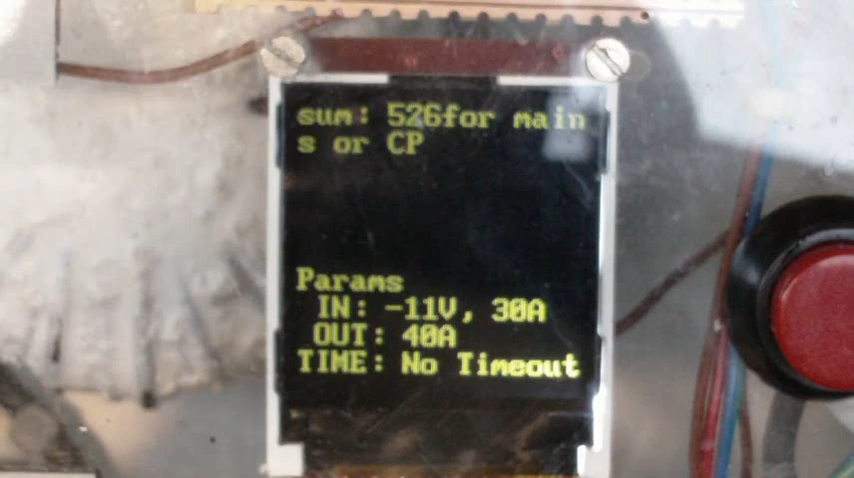 sum: 526for main
s or CP
Params
IN: -11V, 30A
OUT: 40A
TIME: No Timeout